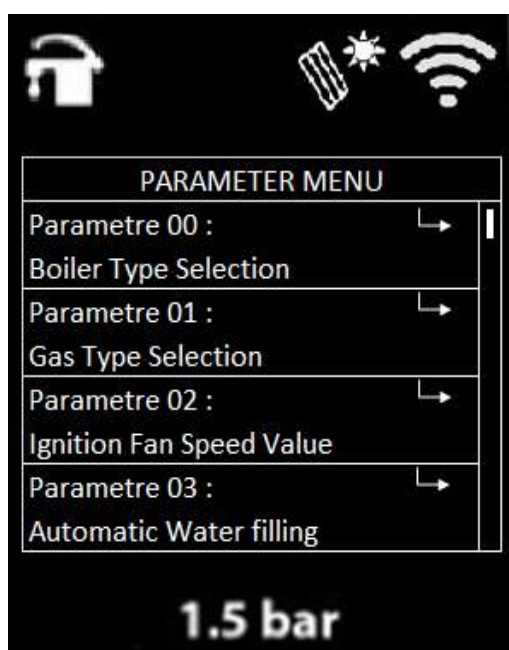 PARAMETER MENU
Parametre 00 :
Boiler Type Selection
Parametre 01 :
Gas Type Selection
Parametre 02 :
Ignition Fan Speed Value
Parametre 03 :
Automatic Water filling
1.5 bar